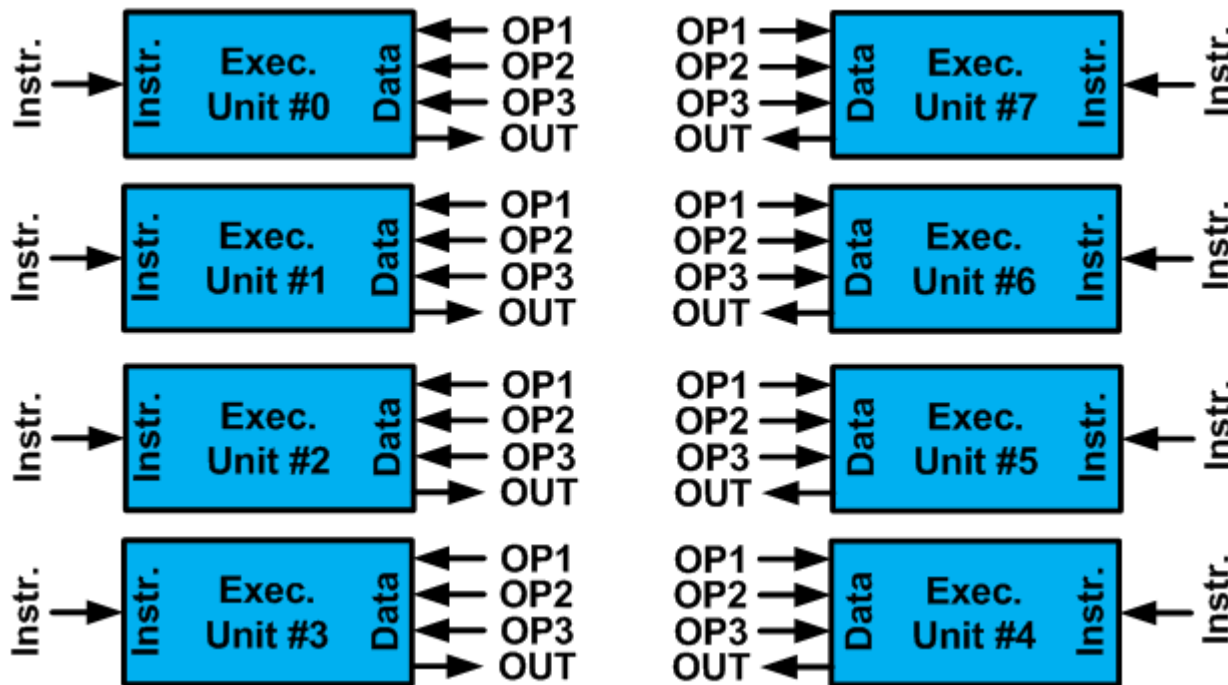 Instr.
Instr.
Exec.
Unit #0
Data
OP1
OP2
OP3
OUT
OP1
OP2
OP3
OUT
Data
Exec.
Unit #7
Instr.
Instr.
Instr.
Instr.
Exec.
Unit #1
Data
OP1
OP2
OP3
OUT
OP1
OP2
OP3
OUT
Data
Exec.
Unit #6
Instr.
Instr.
Instr.
Instr.
Exec.
Unit #2
Data
OP1
OP2
OP3
OUT
OP1
OP2
OP3
OUT
Data
Exec.
Unit #5
Instr.
Instr.
Instr.
Instr.
Exec.
Unit #3
Data
OP1
OP2
OP3
OUT
OP1
OP2
OP3
OUT
Data
Exec.
Unit #4
Instr.
Instr.